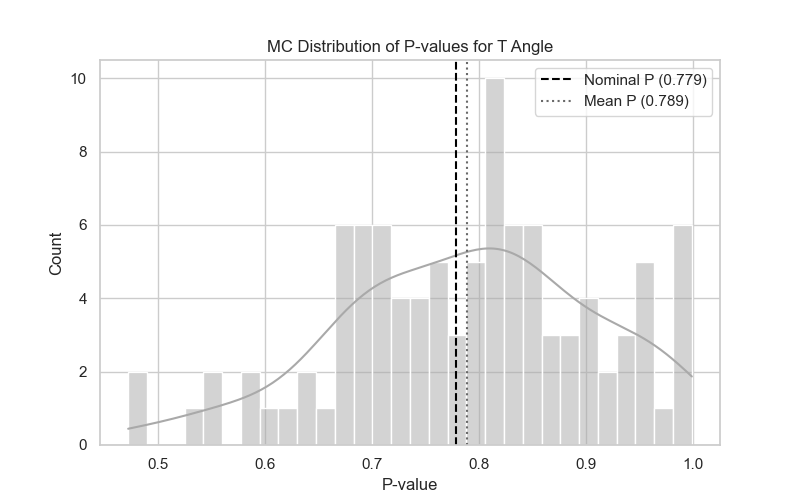 MC Distribution of P-values for T Angle
Nominal P (0.779)
Mean P (0.789)
10
8
6
4
2
0
Count
0.5 0.6 0.7 0.8 0.9 1.0
P-value